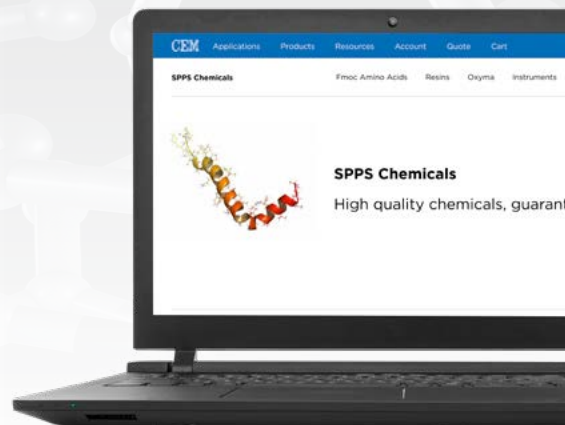 CEM Applications Products Resources Account Quote Cart
SPPS Chemicals Fmoc Amino Acids Resins Oxyma Instruments
SPPS Chemicals
High quality chemicals, guarant